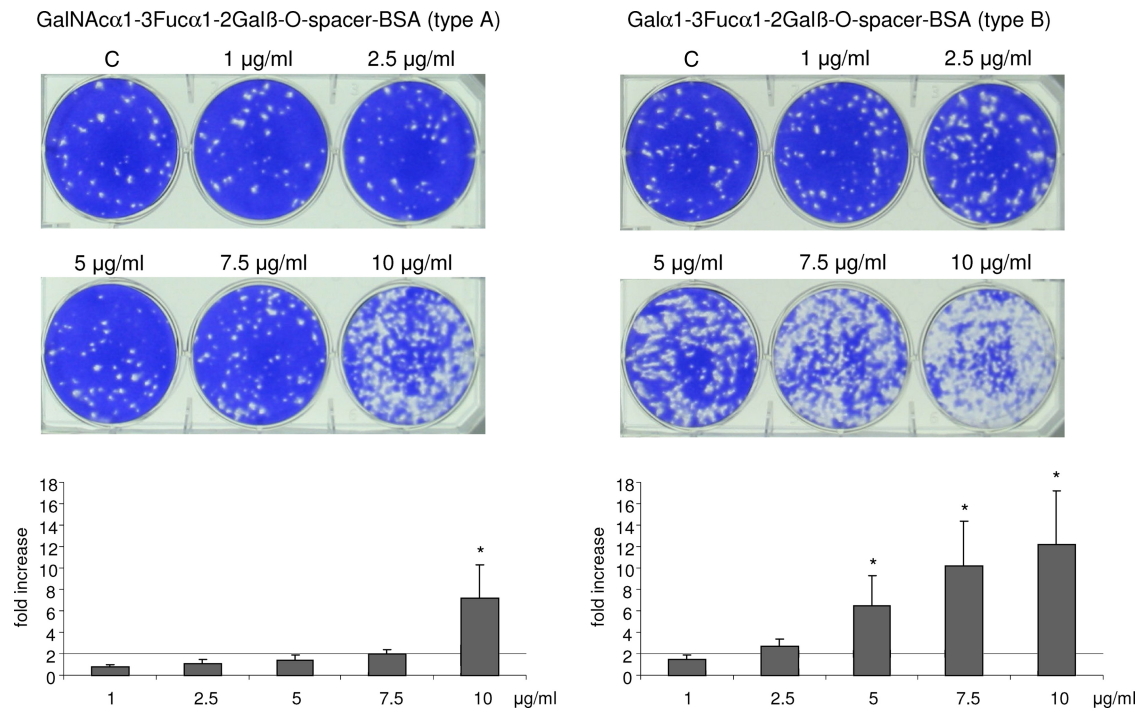 GalNAcα1-3Fucα1-2Galß-O-spacer-BSA (type A)
C 1 µg/ml 2.5 µg/ml
5 µg/ml 7.5 µg/ml 10 µg/ml
18
16
14
12
10
8
6
4
2
0
fold increase
*
1 2.5 5 7.5 10 µg/ml
Galα1-3Fucα1-2Galß-O-spacer-BSA (type B)
C 1 µg/ml 2.5 µg/ml
5 µg/ml 7.5 µg/ml 10 µg/ml
18
16
14
12
10
8
6
4
2
0
fold increase
* * *
1 2.5 5 7.5 10 µg/ml